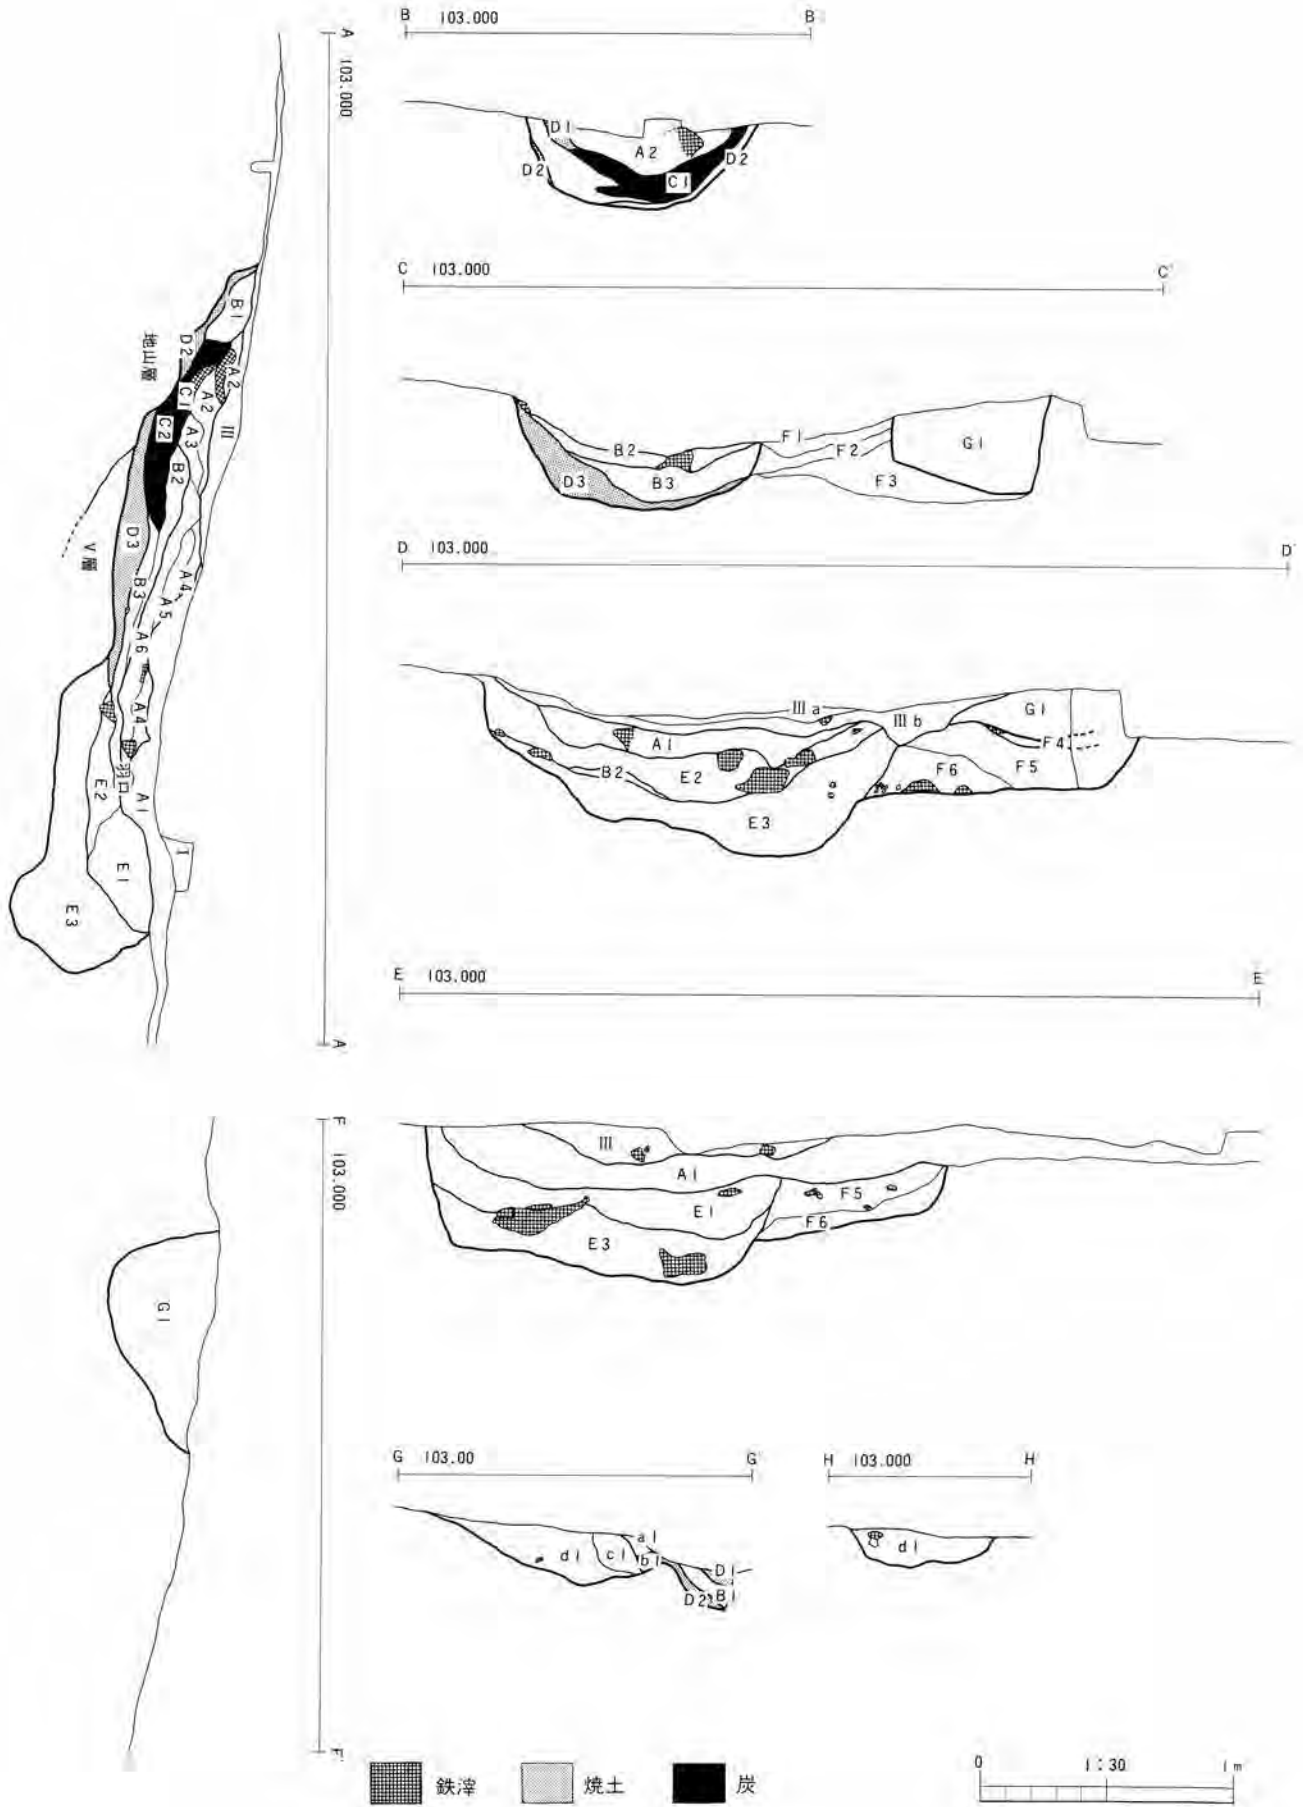 B 103.000 B'
D1
A2
D2
C1
D2
A
103.000
B1
D2
地山層
A2
C1
A2
C2
A3
III
B2
D3
V層
A4
B3
A5
A6
A4
羽口
E2
A1
I
E1
E3
A'
C 103.000 C'
F1
B2
F2
G1
D3
B3
F3
D 103.000 D'
IIIa
IIIb
G1
A1
F4
B2
E2
F6
F5
E3
E 103.000 E'
III
A1
F5
E1
F6
E3
F
103.000
G1
F'
G 103.00 G'
a1
d1
c1
b1
D1
B1
D2
H 103.000 H'
d1
鉄滓
焼土
炭
0 1:30 1m